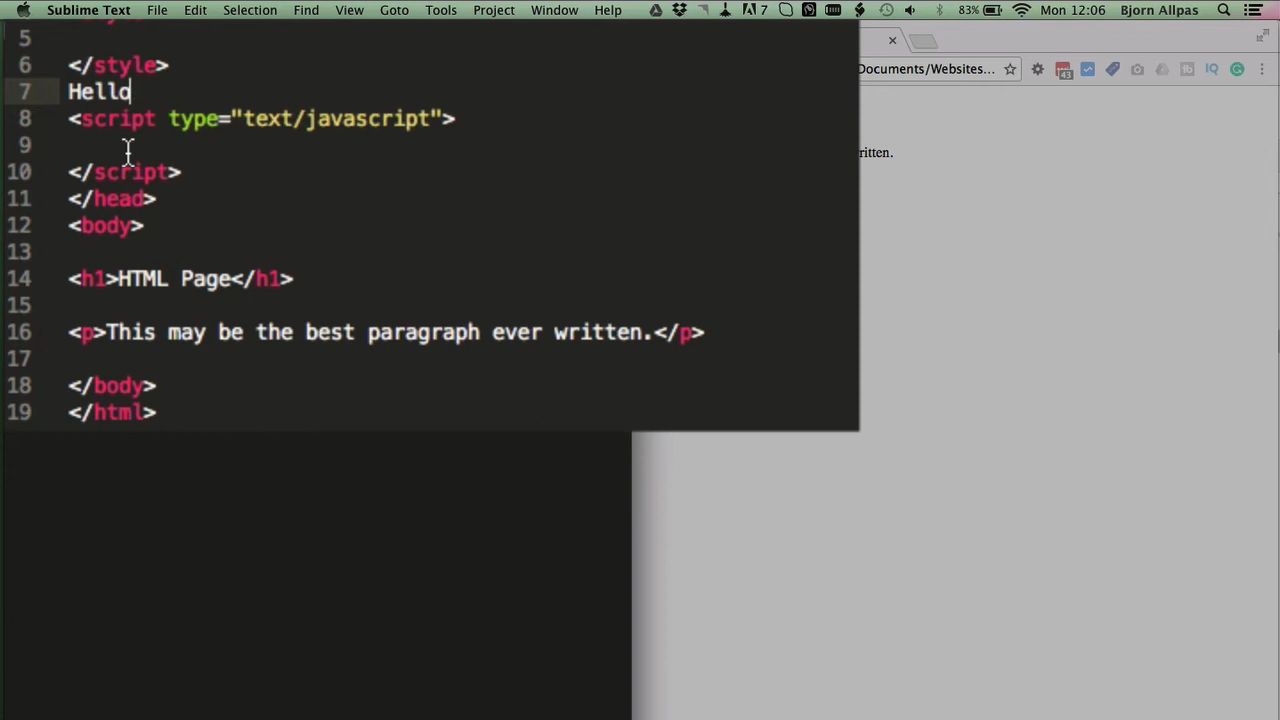 Sublime Text File Edit Selection Find View Goto Tools Project Window Help 7 83% Mon 12:06 Bjorn Allpas
5
6 </style>
7 Hello
8 <script type="text/javascript">
9
10 </script>
11 </head>
12 <body>
13
14 <h1>HTML Page</h1>
15
16 <p>This may be the best paragraph ever written.</p>
17
18 </body>
19 </html>
Documents/Websites... 43 IQ
ritten.